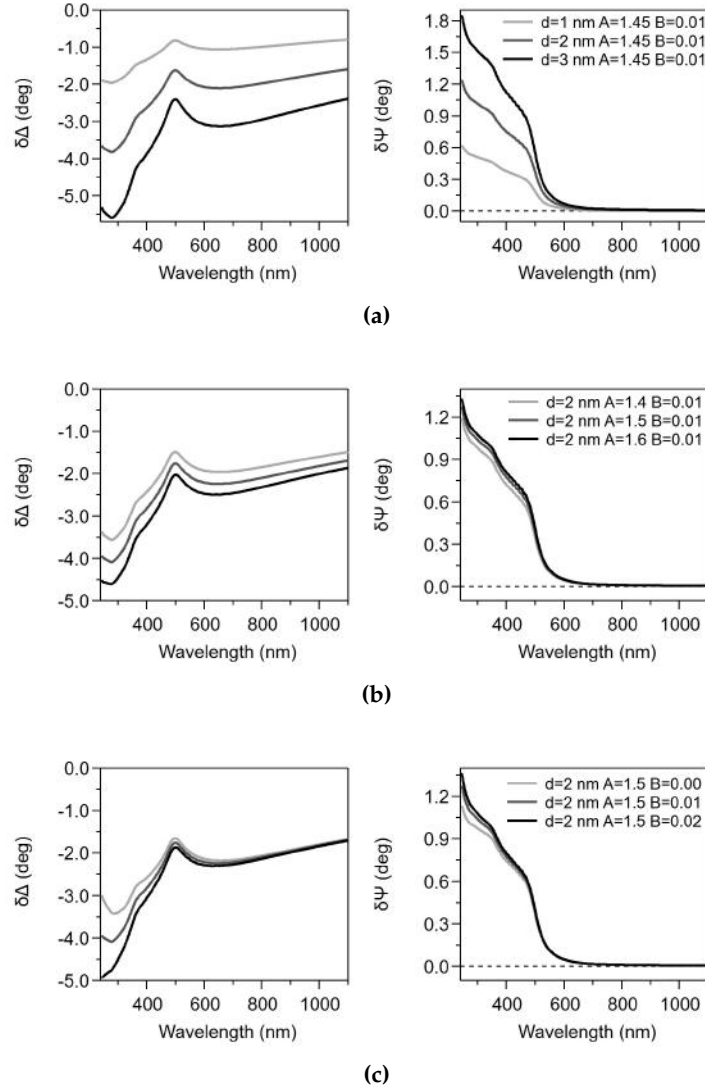 0.0
-1.0
-2.0
-3.0
-4.0
-5.0
δΔ (deg)
400 600 800 1000
Wavelength (nm)
1.8
1.5
1.2
0.9
0.6
0.3
0.0
δΨ (deg)
d=1 nm A=1.45 B=0.01
d=2 nm A=1.45 B=0.01
d=3 nm A=1.45 B=0.01
400 600 800 1000
Wavelength (nm)
(a)
0.0
-1.0
-2.0
-3.0
-4.0
-5.0
δΔ (deg)
400 600 800 1000
Wavelength (nm)
1.2
0.9
0.6
0.3
0.0
δΨ (deg)
d=2 nm A=1.4 B=0.01
d=2 nm A=1.5 B=0.01
d=2 nm A=1.6 B=0.01
400 600 800 1000
Wavelength (nm)
(b)
0.0
-1.0
-2.0
-3.0
-4.0
-5.0
δΔ (deg)
400 600 800 1000
Wavelength (nm)
1.2
0.9
0.6
0.3
0.0
δΨ (deg)
d=2 nm A=1.5 B=0.00
d=2 nm A=1.5 B=0.01
d=2 nm A=1.5 B=0.02
400 600 800 1000
Wavelength (nm)
(c)